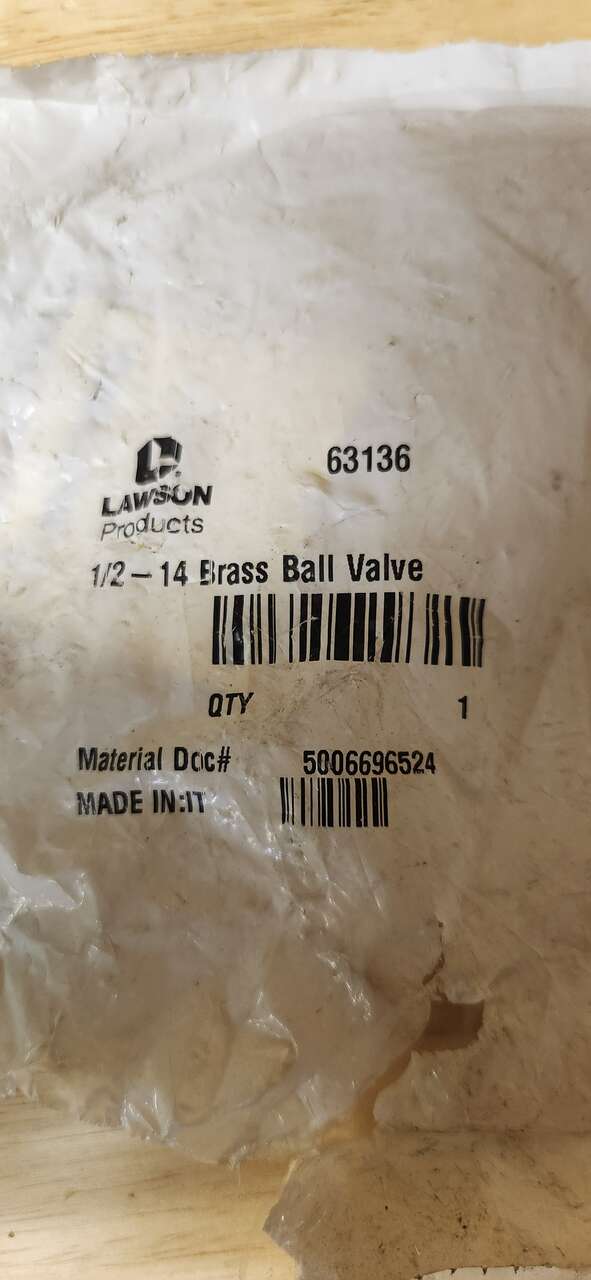 63136
LAWSON
Products
1/2-14 Brass Ball Valve
QTY 1
Material Doc# 5006696524
MADE IN:IT